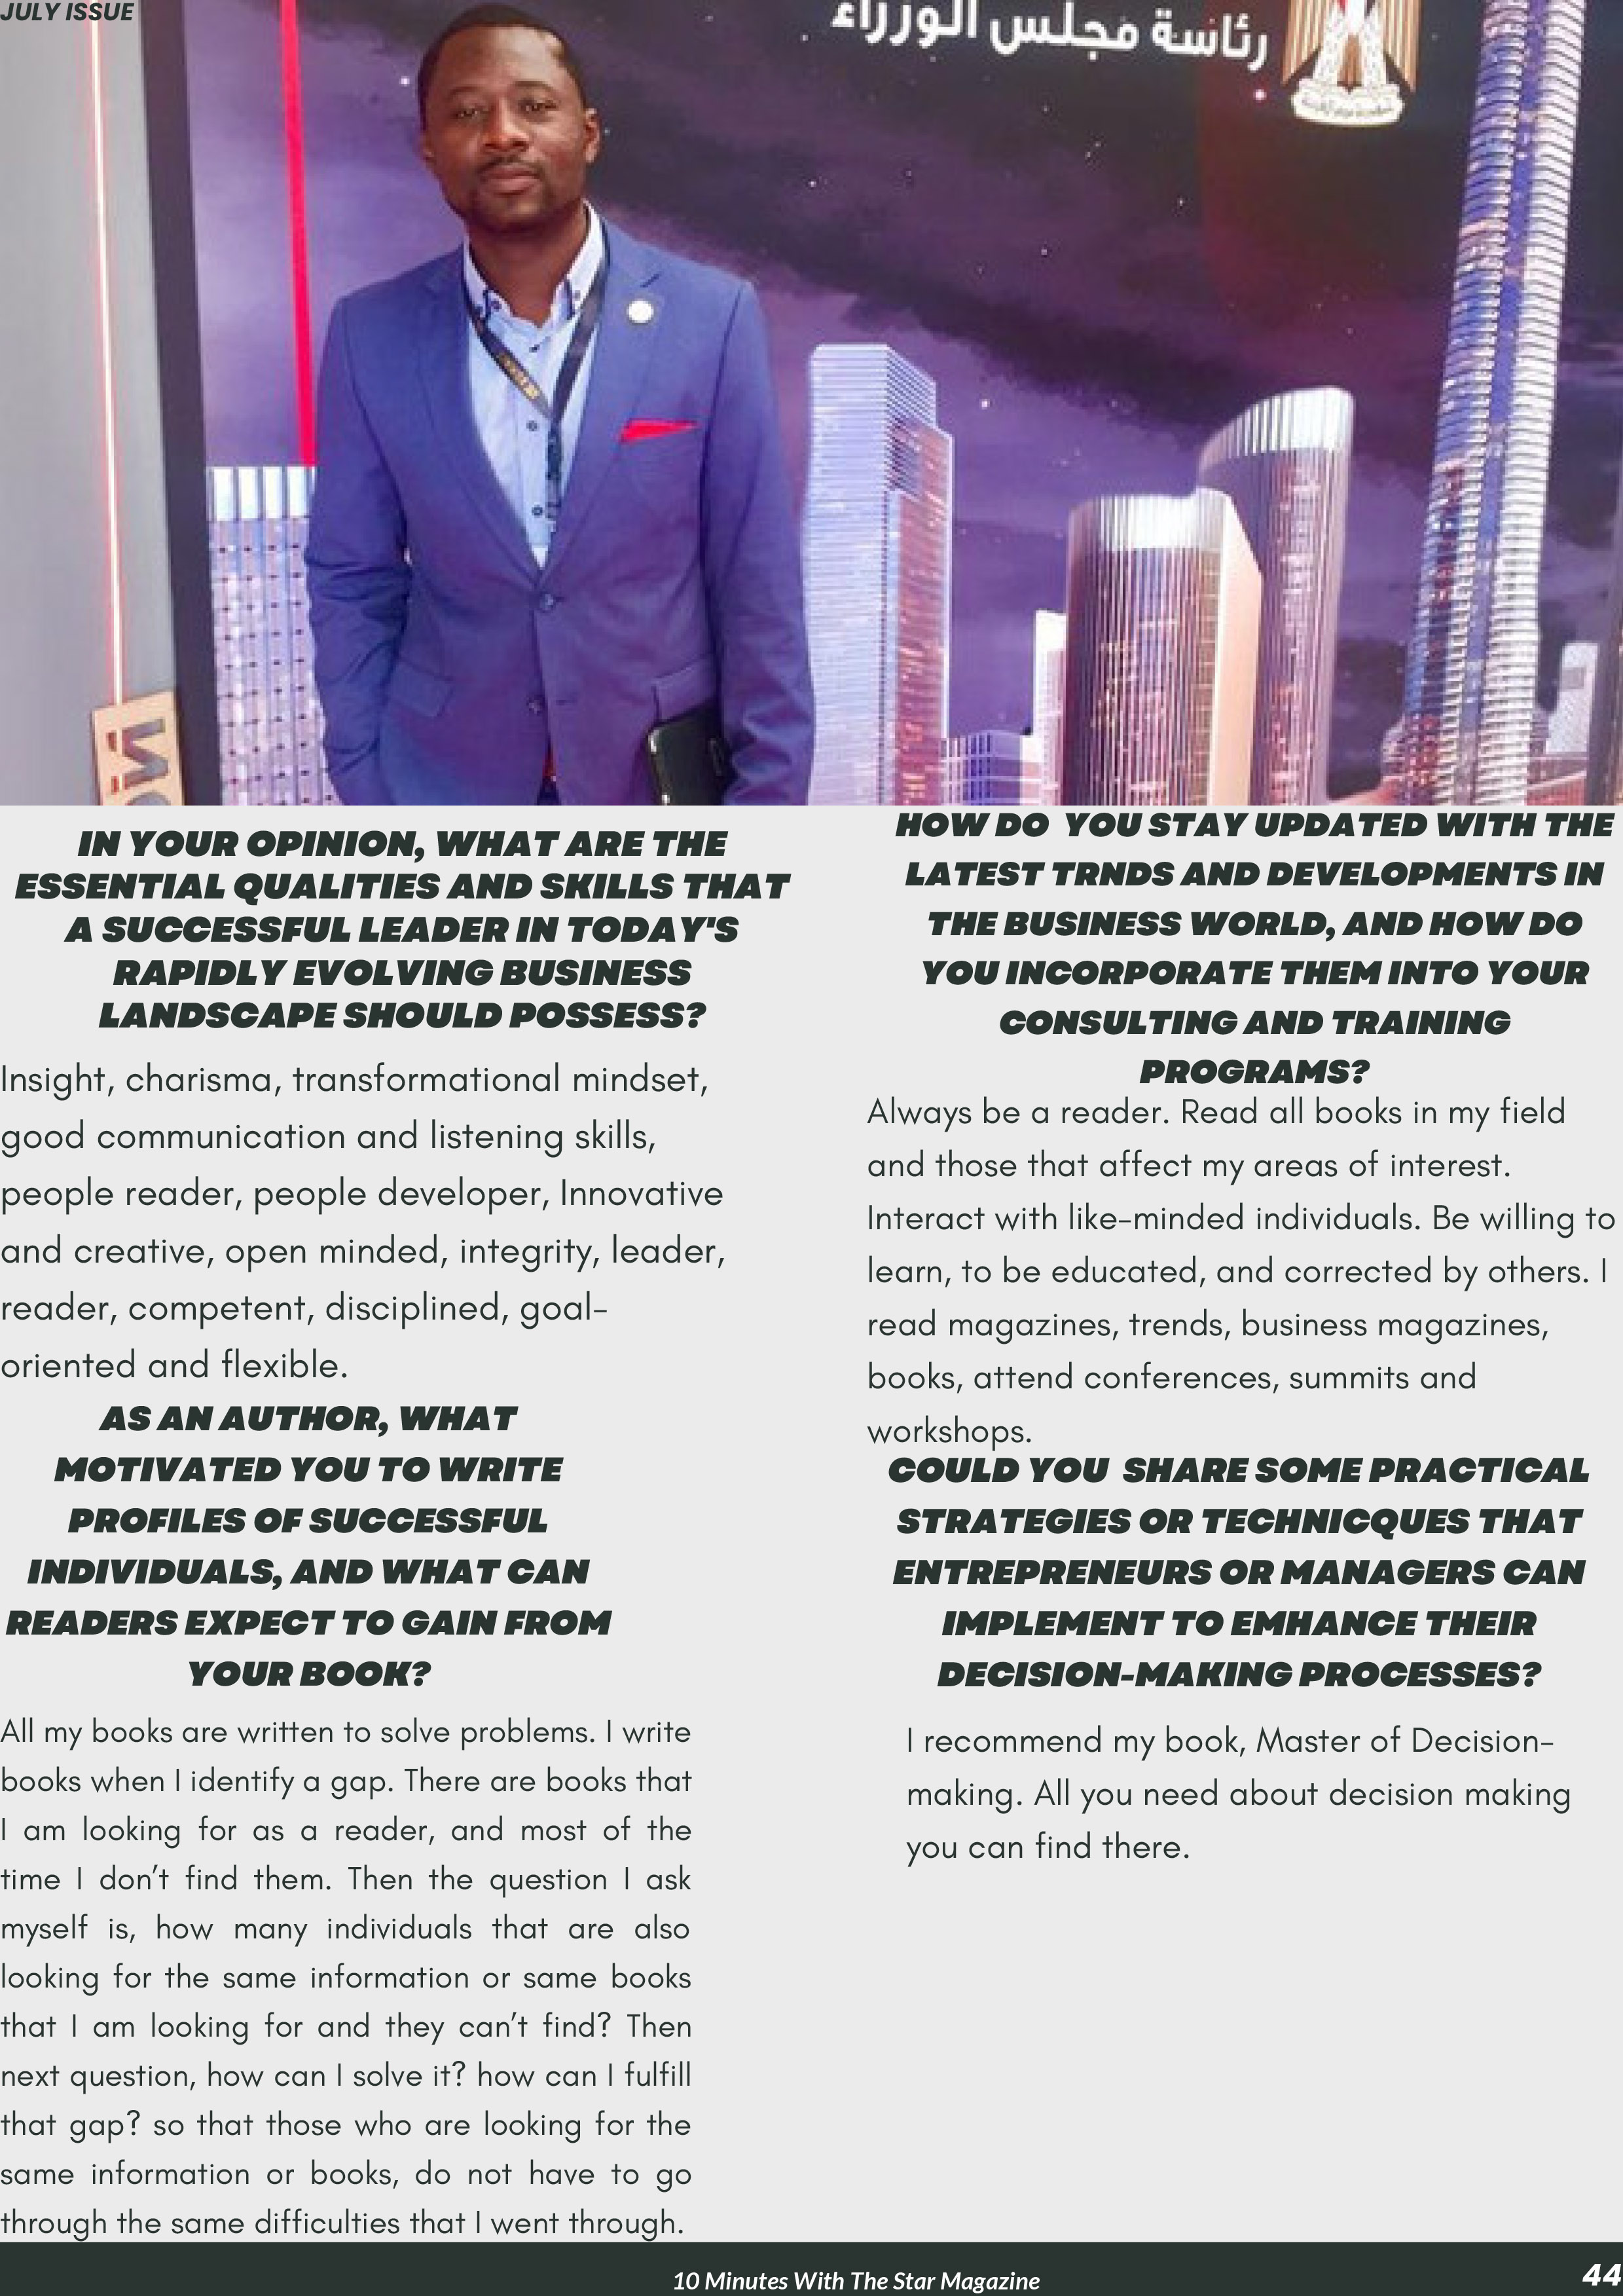 JULY ISSUE
رئاسة مجلس الوزراء
IN YOUR OPINION, WHAT ARE THE
ESSENTIAL QUALITIES AND SKILLS THAT
A SUCCESSFUL LEADER IN TODAY'S
RAPIDLY EVOLVING BUSINESS
LANDSCAPE SHOULD POSSESS?
Insight, charisma, transformational mindset,
good communication and listening skills,
people reader, people developer, Innovative
and creative, open minded, integrity, leader,
reader, competent, disciplined, goal-
oriented and flexible.
AS AN AUTHOR, WHAT
MOTIVATED YOU TO WRITE
PROFILES OF SUCCESSFUL
INDIVIDUALS, AND WHAT CAN
READERS EXPECT TO GAIN FROM
YOUR BOOK?
All my books are written to solve problems. I write
books when I identify a gap. There are books that
I am looking for as a reader, and most of the
time I don't find them. Then the question I ask
myself is, how many individuals that are also
looking for the same information or same books
that I am looking for and they can't find? Then
next question, how can I solve it? how can I fulfill
that gap? so that those who are looking for the
same information or books, do not have to go
through the same difficulties that I went through.
HOW DO YOU STAY UPDATED WITH THE
LATEST TRNDS AND DEVELOPMENTS IN
THE BUSINESS WORLD, AND HOW DO
YOU INCORPORATE THEM INTO YOUR
CONSULTING AND TRAINING
PROGRAMS?
Always be a reader. Read all books in my field
and those that affect my areas of interest.
Interact with like-minded individuals. Be willing to
learn, to be educated, and corrected by others. I
read magazines, trends, business magazines,
books, attend conferences, summits and
workshops.
COULD YOU SHARE SOME PRACTICAL
STRATEGIES OR TECHNICQUES THAT
ENTREPRENEURS OR MANAGERS CAN
IMPLEMENT TO EMHANCE THEIR
DECISION-MAKING PROCESSES?
I recommend my book, Master of Decision-
making. All you need about decision making
you can find there.
10 Minutes With The Star Magazine
44